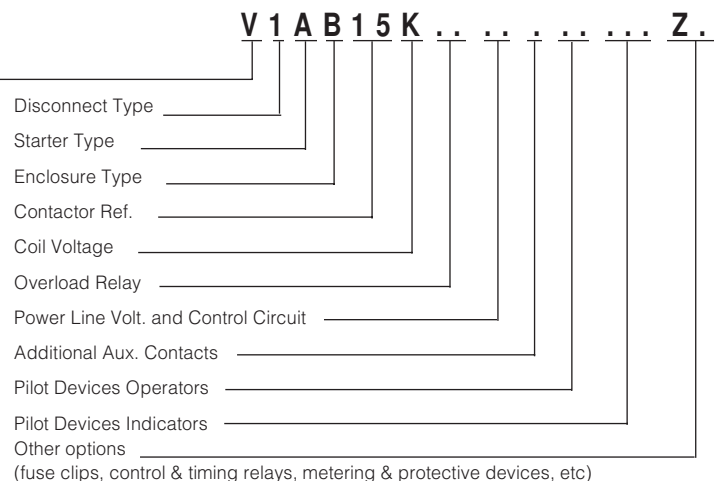 V 1 A B 1 5 K . . . . . . . . . . Z .
Disconnect Type
Starter Type
Enclosure Type
Contactor Ref.
Coil Voltage
Overload Relay
Power Line Volt. and Control Circuit
Additional Aux. Contacts
Pilot Devices Operators
Pilot Devices Indicators
Other options
(fuse clips, control & timing relays, metering & protective devices, etc)